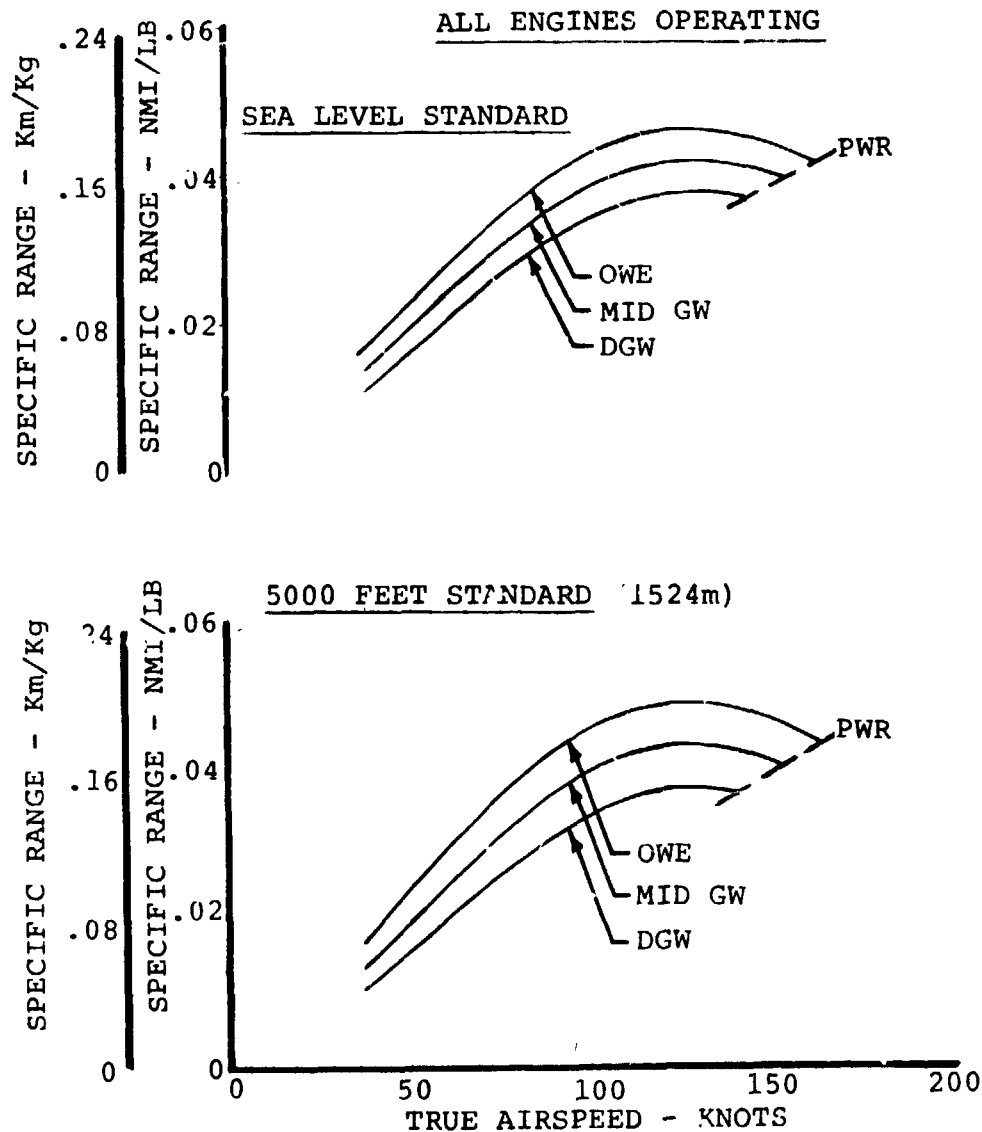 ALL ENGINES OPERATING
SPECIFIC RANGE - Km/Kg
.24
.15
.08
0
SPECIFIC RANGE - NMI/LB
.06
.04
.02
0
SEA LEVEL STANDARD
PWR
OWE
MID GW
DGW
5000 FEET STANDARD 1524m)
SPECIFIC RANGE - Km/Kg
24
.16
.08
0
SPECIFIC RANGE - NMI/LB
.06
.04
.02
0
PWR
OWE
MID GW
DGW
0 50 100 150 200
TRUE AIRSPEED - KNOTS